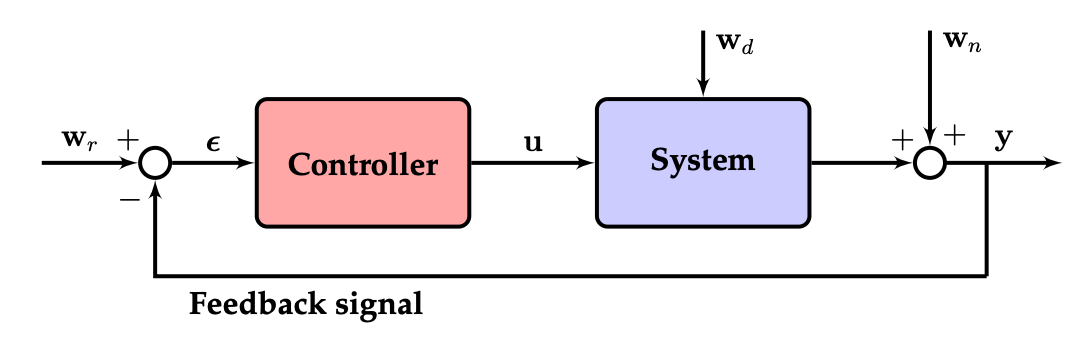 w_d
w_n
w_r
+
ϵ
Controller
u
System
+
+
y
−
Feedback signal